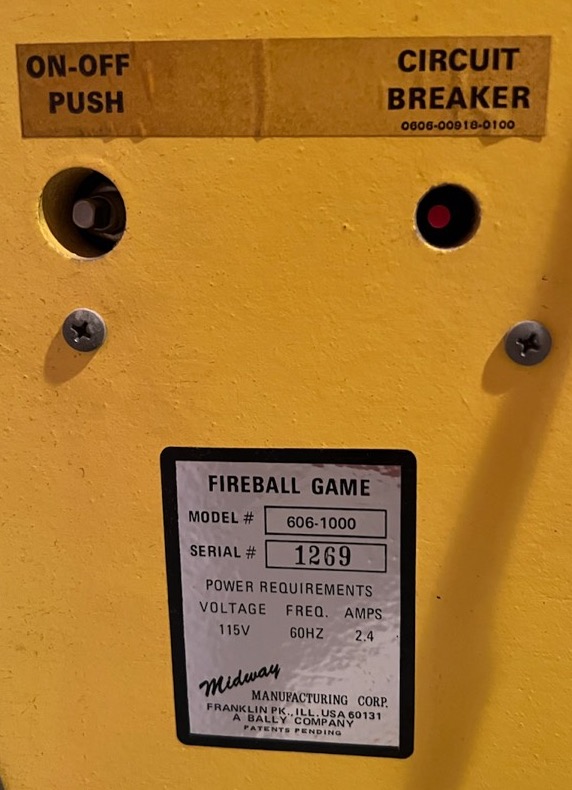 ON-OFF
PUSH
CIRCUIT
BREAKER
0606-00918-0100
FIREBALL GAME
MODEL # 606-1000
SERIAL # 1269
POWER REQUIREMENTS
VOLTAGE FREQ. AMPS
115V 60HZ 2.4
Midway
MANUFACTURING CORP.
FRANKLIN PK., ILL. USA 60131
A BALLY COMPANY
PATENTS PENDING